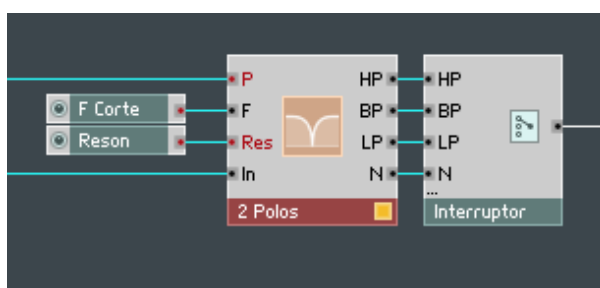 P HP HP
F Corte F BP BP
Reson Res LP LP
In N N
...
2 Polos Interruptor